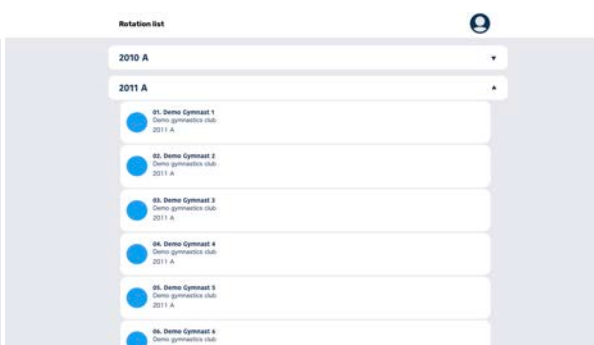 Rotation list
2010 A
2011 A
01. Demo Gymnast 1
Demo gymnastics club
2011 A
02. Demo Gymnast 2
Demo gymnastics club
2011 A
03. Demo Gymnast 3
Demo gymnastics club
2011 A
04. Demo Gymnast 4
Demo gymnastics club
2011 A
05. Demo Gymnast 5
Demo gymnastics club
2011 A
06. Demo Gymnast 6
Demo gymnastics club